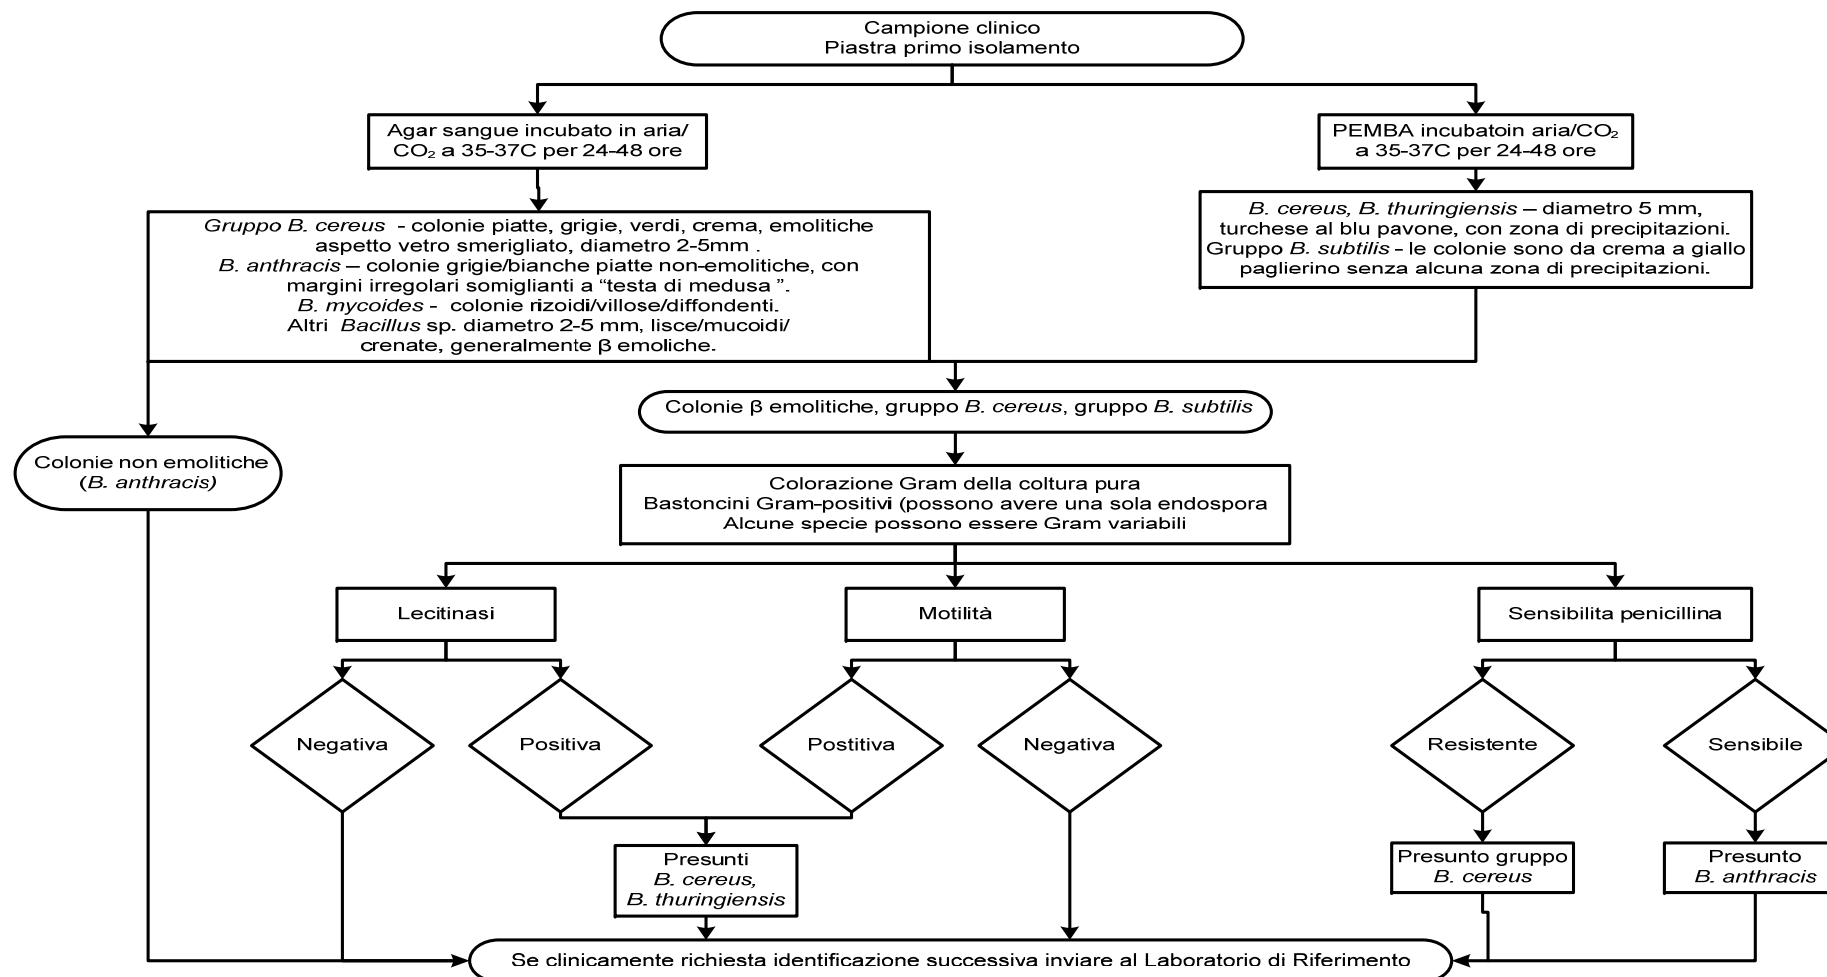 Campione clinico
Piastra primo isolamento
Agar sangue incubato in aria/
CO₂ a 35-37C per 24-48 ore
PEMBA incubatoin aria/CO₂
a 35-37C per 24-48 ore
Gruppo B. cereus - colonie piatte, grigie, verdi, crema, emolitiche
aspetto vetro smerigliato, diametro 2-5mm .
B. anthracis – colonie grigie/bianche piatte non-emolitiche, con
margini irregolari somiglianti a “testa di medusa ”.
B. mycoides - colonie rizoidi/villose/diffondenti.
Altri Bacillus sp. diametro 2-5 mm, lisce/mucoidi/
crenate, generalmente β emoliche.
B. cereus, B. thuringiensis – diametro 5 mm,
turchese al blu pavone, con zona di precipitazioni.
Gruppo B. subtilis - le colonie sono da crema a giallo
paglierino senza alcuna zona di precipitazioni.
Colonie β emolitiche, gruppo B. cereus, gruppo B. subtilis
Colonie non emolitiche
(B. anthracis)
Colorazione Gram della coltura pura
Bastoncini Gram-positivi (possono avere una sola endospora
Alcune specie possono essere Gram variabili
Lecitinasi
Motilità
Sensibilita penicillina
Negativa
Positiva
Postitiva
Negativa
Resistente
Sensibile
Presunti
B. cereus,
B. thuringiensis
Presunto gruppo
B. cereus
Presunto
B. anthracis
Se clinicamente richiesta identificazione successiva inviare al Laboratorio di Riferimento